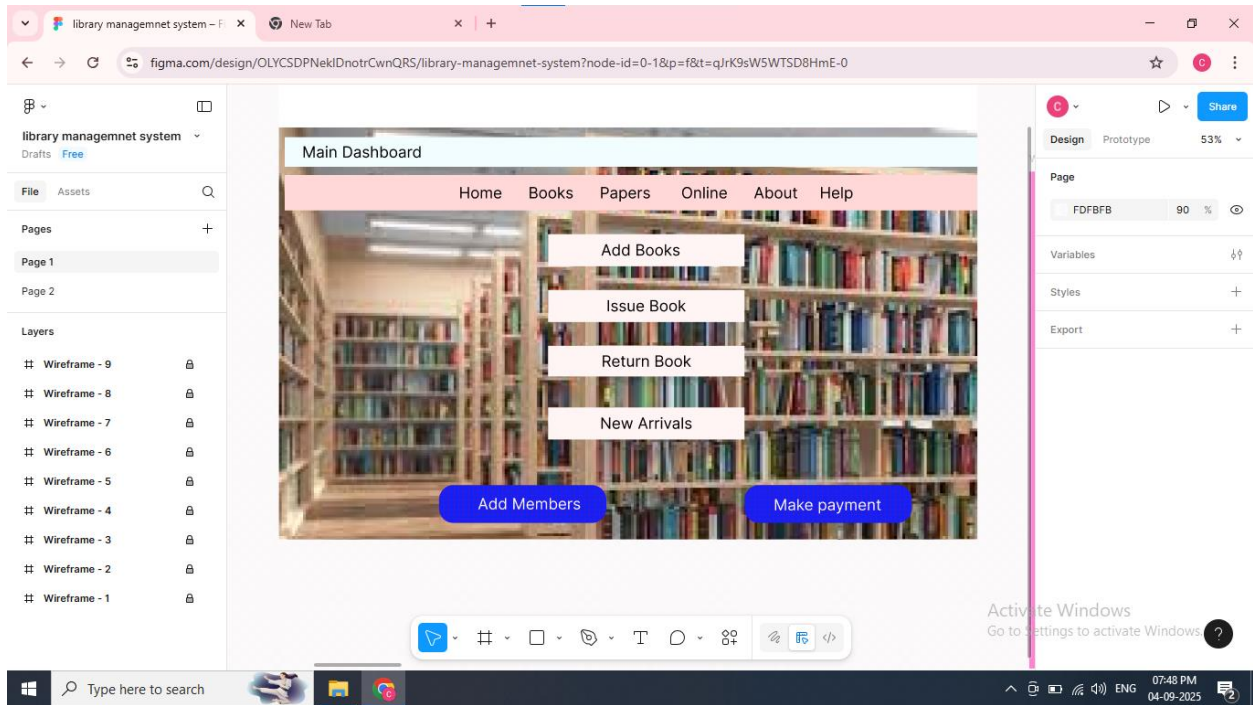 library managemnet system – F
New Tab
figma.com/design/OLYCSDPNeklDnotrCwnQRS/library-managemnet-system?node-id=0-1&p=f&t=qJrK9sW5WTSD8HmE-0
library managemnet system
Drafts Free
File Assets
Pages
Page 1
Page 2
Layers
Wireframe - 9
Wireframe - 8
Wireframe - 7
Wireframe - 6
Wireframe - 5
Wireframe - 4
Wireframe - 3
Wireframe - 2
Wireframe - 1
Main Dashboard
Home Books Papers Online About Help
Add Books
Issue Book
Return Book
New Arrivals
Add Members Make payment
C Share
Design Prototype 53%
Page
FDFBFB 90 %
Variables
Styles
Export
Activate Windows
Go to Settings to activate Windows.
Type here to search
ENG
07:48 PM
04-09-2025
2